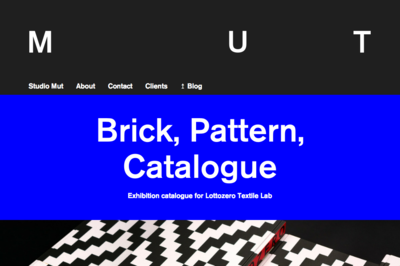 M U T
Studio Mut About Contact Clients ↥ Blog
Brick, Pattern,
Catalogue
Exhibition catalogue for Lottozero Textile Lab